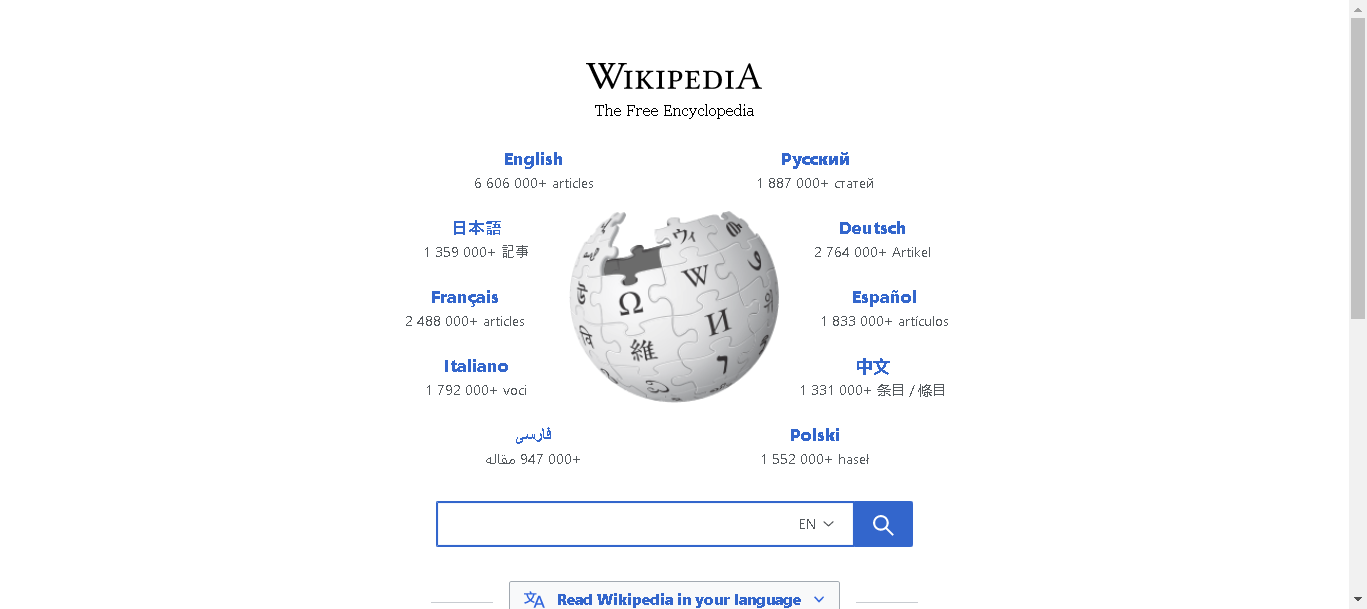 WIKIPEDIA
The Free Encyclopedia
English
6 606 000+ articles
Русский
1 887 000+ статей
日本語
1 359 000+ 記事
Deutsch
2 764 000+ Artikel
Français
2 488 000+ articles
Español
1 833 000+ artículos
Ω
W
И
維
Italiano
1 792 000+ voci
中文
1 331 000+ 条目 / 條目
فارسی
۹۴۷ 000+ مقاله
Polski
1 552 000+ haseł
EN
Read Wikipedia in your language